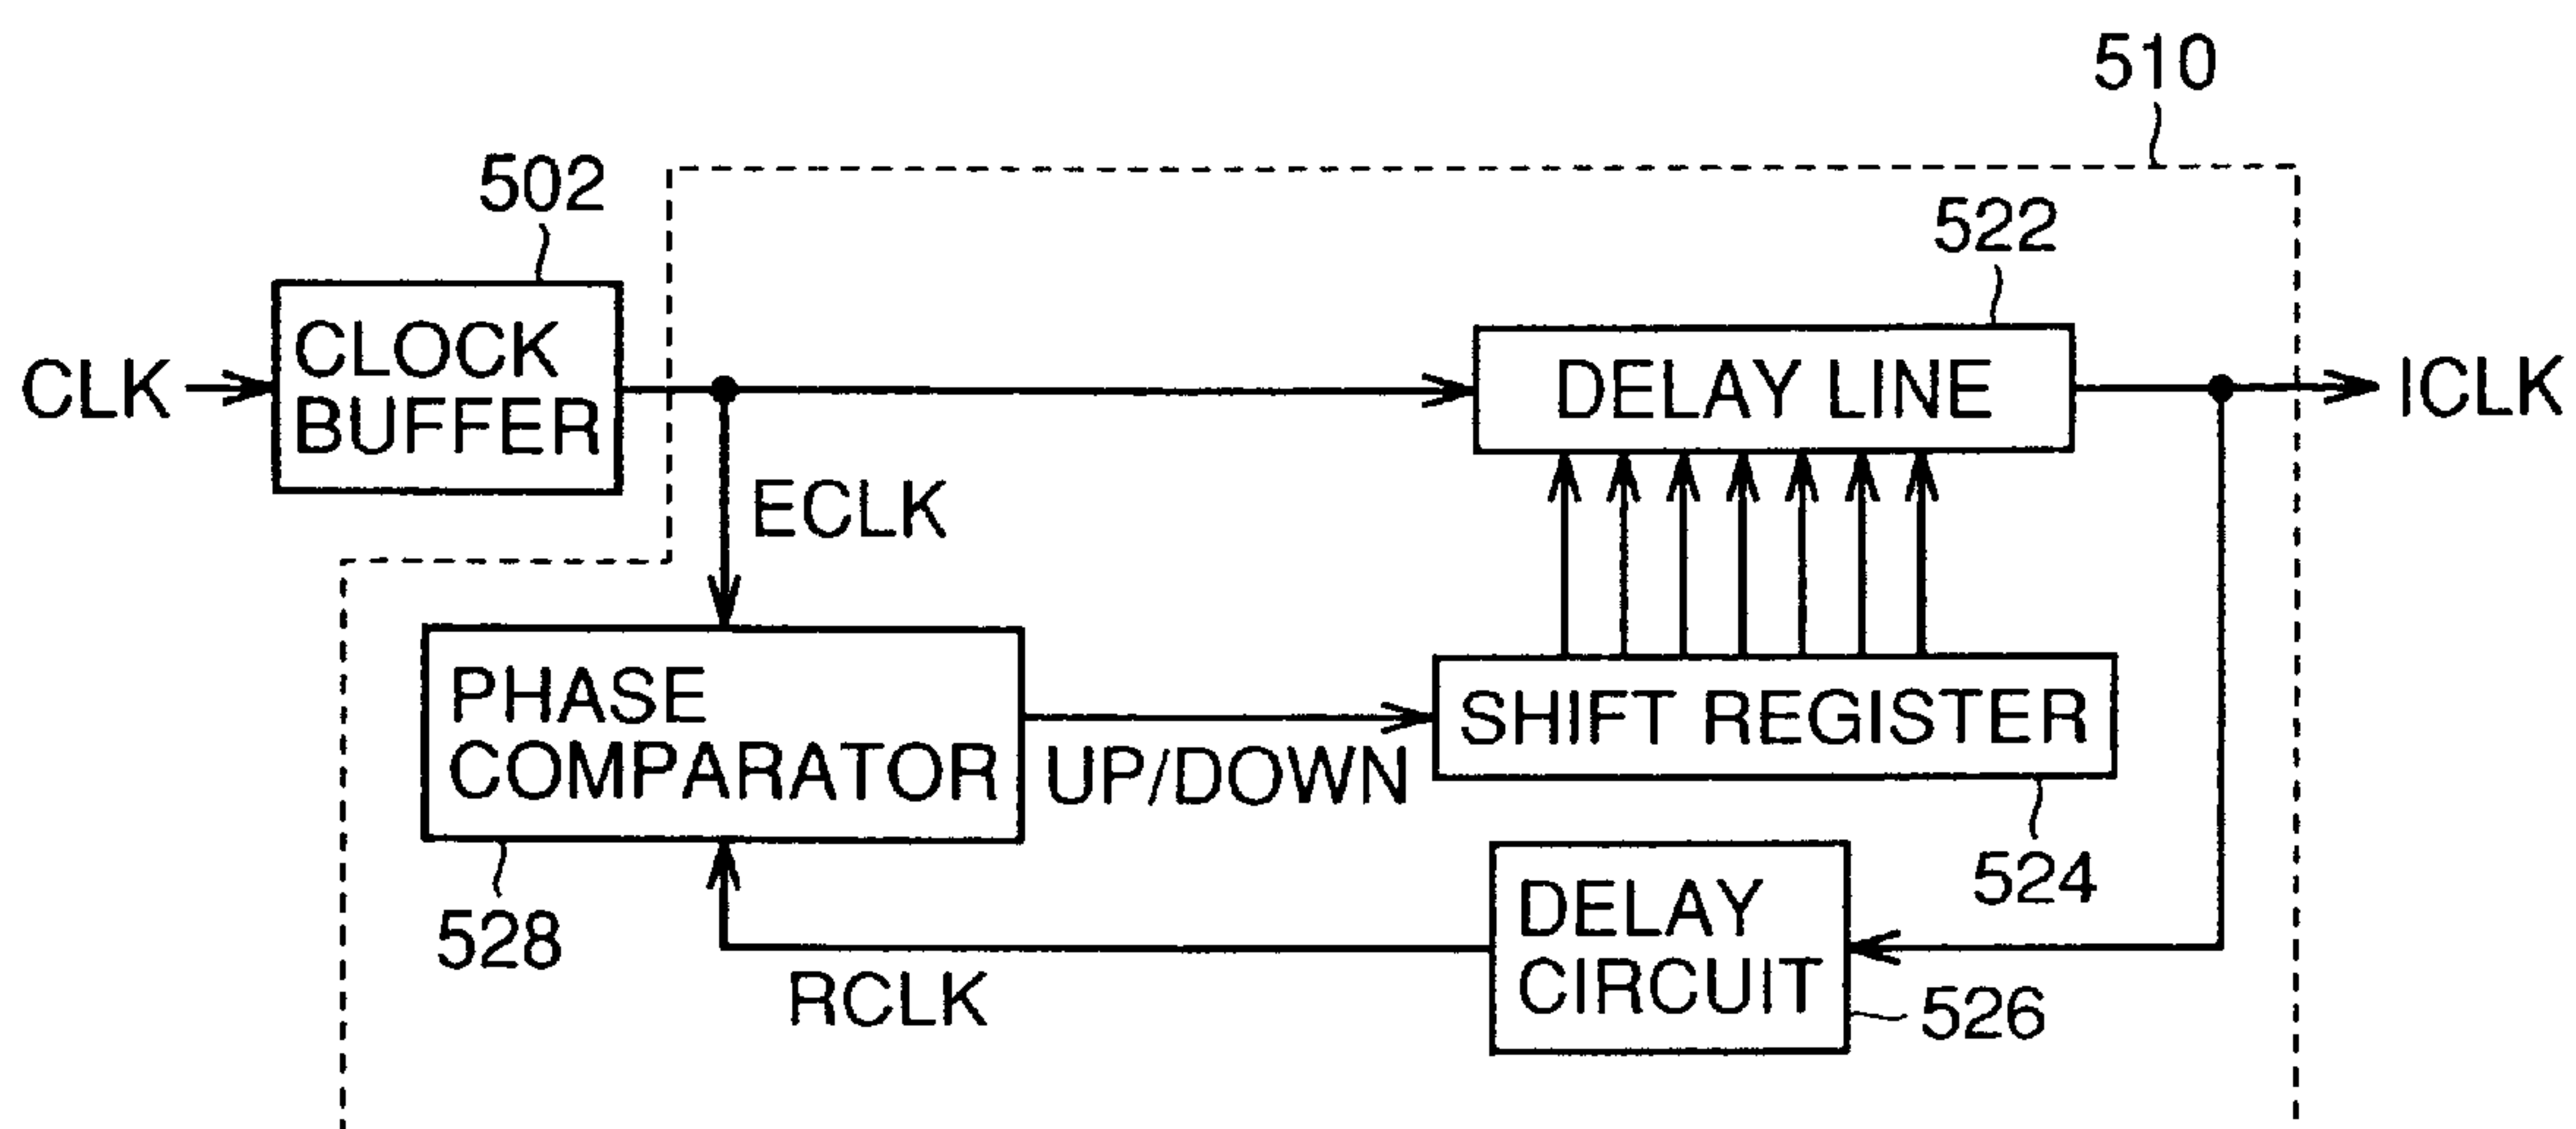 510
502
522
CLK
CLOCK
BUFFER
DELAY LINE
ICLK
ECLK
PHASE
COMPARATOR
UP/DOWN
SHIFT REGISTER
524
528
DELAY
CIRCUIT
526
RCLK